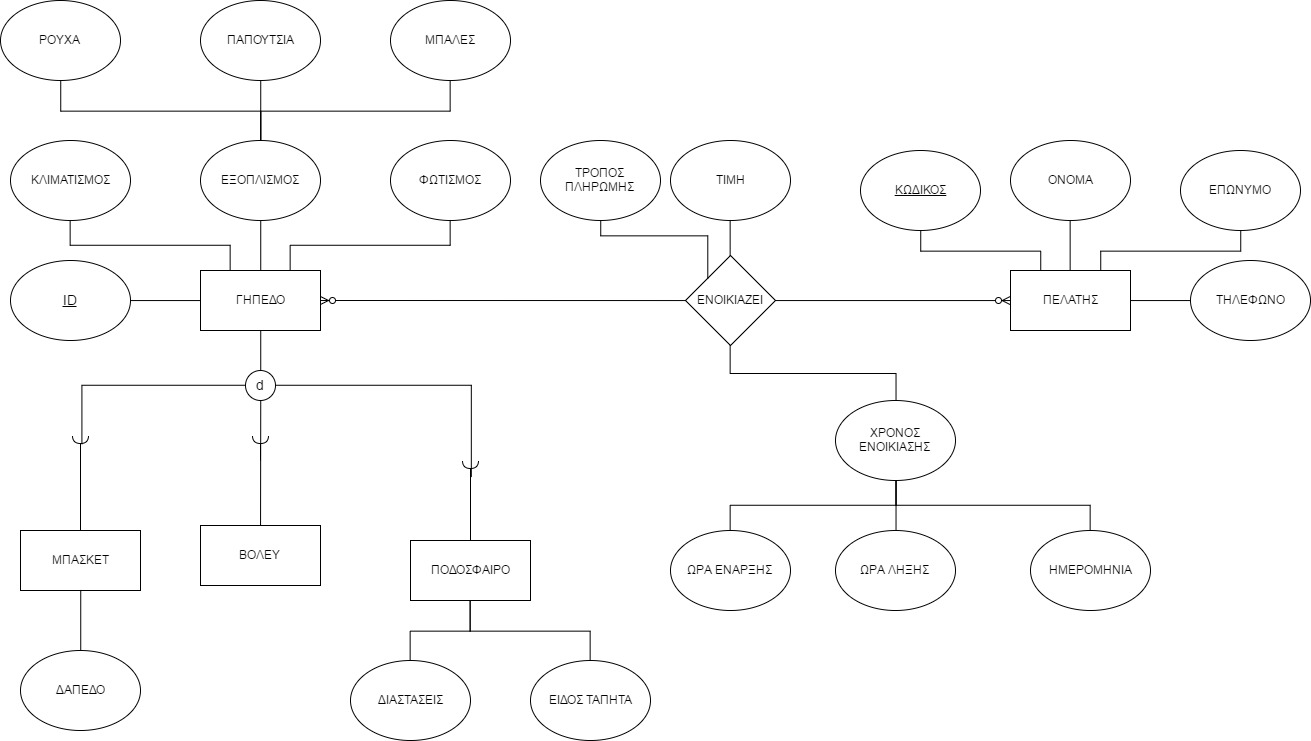 ΡΟΥΧΑ
ΠΑΠΟΥΤΣΙΑ
ΜΠΑΛΕΣ
ΚΛΙΜΑΤΙΣΜΟΣ
ΕΞΟΠΛΙΣΜΟΣ
ΦΩΤΙΣΜΟΣ
ΤΡΟΠΟΣ
ΠΛΗΡΩΜΗΣ
ΤΙΜΗ
ΚΩΔΙΚΟΣ
ΟΝΟΜΑ
ΕΠΩΝΥΜΟ
ID
ΓΗΠΕΔΟ
ΕΝΟΙΚΙΑΖΕΙ
ΠΕΛΑΤΗΣ
ΤΗΛΕΦΩΝΟ
d
ΧΡΟΝΟΣ
ΕΝΟΙΚΙΑΣΗΣ
ΜΠΑΣΚΕΤ
ΒΟΛΕΥ
ΠΟΔΟΣΦΑΙΡΟ
ΩΡΑ ΕΝΑΡΞΗΣ
ΩΡΑ ΛΗΞΗΣ
ΗΜΕΡΟΜΗΝΙΑ
ΔΑΠΕΔΟ
ΔΙΑΣΤΑΣΕΙΣ
ΕΙΔΟΣ ΤΑΠΗΤΑ